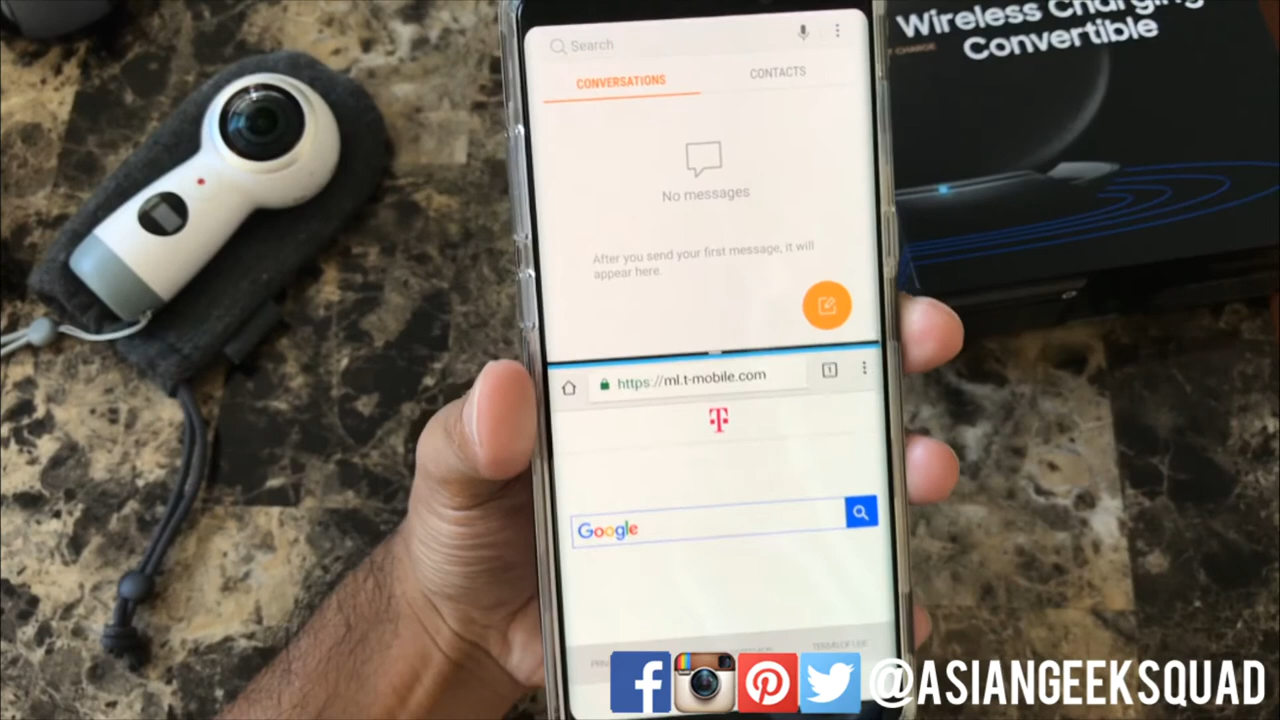 Wireless Charging
Convertible
Search
CONVERSATIONS
CONTACTS
No messages
After you send your first message, it will
appear here.
1
https://ml.t-mobile.com
T
Google
TERMS OF USE
@ASIANGEEKSQUAD